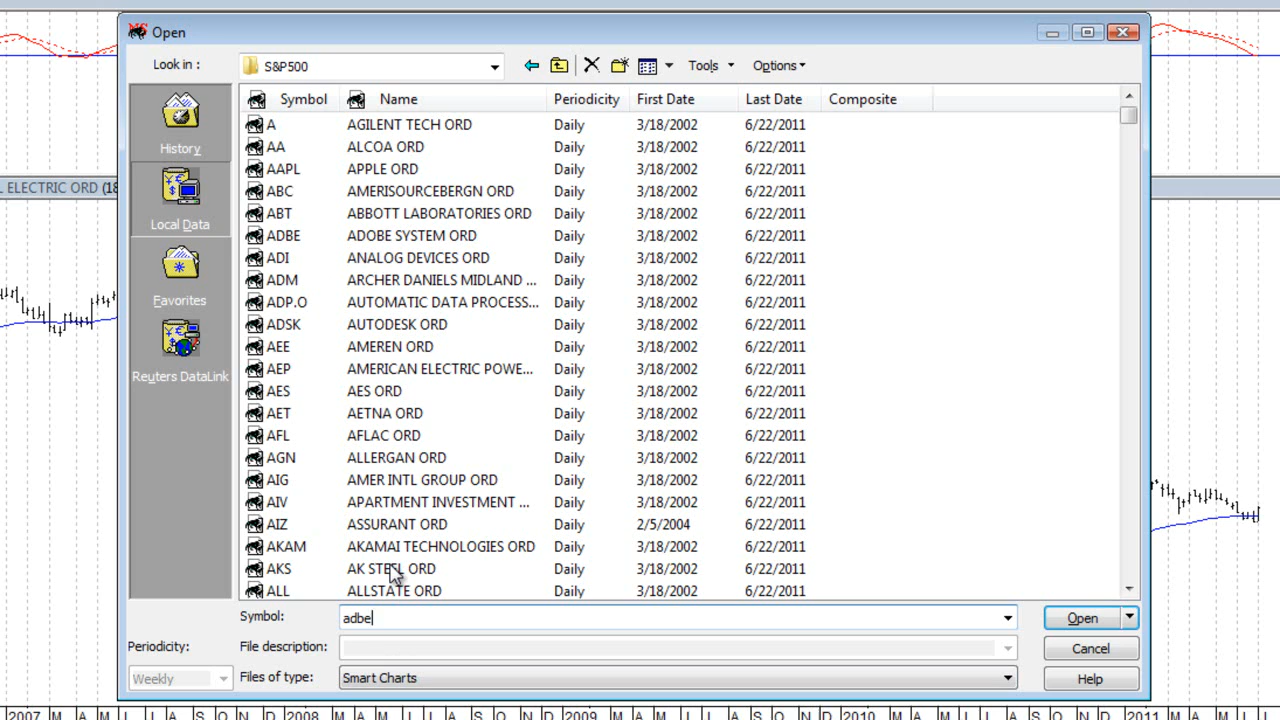 Open
Look in :
S&P500
Tools
Options
Symbol Name Periodicity First Date Last Date Composite
A AGILENT TECH ORD Daily 3/18/2002 6/22/2011
AA ALCOA ORD Daily 3/18/2002 6/22/2011
AAPL APPLE ORD Daily 3/18/2002 6/22/2011
ABC AMERISOURCEBERGN ORD Daily 3/18/2002 6/22/2011
ABT ABBOTT LABORATORIES ORD Daily 3/18/2002 6/22/2011
ADBE ADOBE SYSTEM ORD Daily 3/18/2002 6/22/2011
ADI ANALOG DEVICES ORD Daily 3/18/2002 6/22/2011
ADM ARCHER DANIELS MIDLAND ... Daily 3/18/2002 6/22/2011
ADP.O AUTOMATIC DATA PROCESS... Daily 3/18/2002 6/22/2011
ADSK AUTODESK ORD Daily 3/18/2002 6/22/2011
AEE AMEREN ORD Daily 3/18/2002 6/22/2011
AEP AMERICAN ELECTRIC POWE... Daily 3/18/2002 6/22/2011
AES AES ORD Daily 3/18/2002 6/22/2011
AET AETNA ORD Daily 3/18/2002 6/22/2011
AFL AFLAC ORD Daily 3/18/2002 6/22/2011
AGN ALLERGAN ORD Daily 3/18/2002 6/22/2011
AIG AMER INTL GROUP ORD Daily 3/18/2002 6/22/2011
AIV APARTMENT INVESTMENT ... Daily 3/18/2002 6/22/2011
AIZ ASSURANT ORD Daily 2/5/2004 6/22/2011
AKAM AKAMAI TECHNOLOGIES ORD Daily 3/18/2002 6/22/2011
AKS AK STEEL ORD Daily 3/18/2002 6/22/2011
ALL ALLSTATE ORD Daily 3/18/2002 6/22/2011
History
Local Data
Favorites
Reuters DataLink
L ELECTRIC ORD (18
Symbol: adbe
Open
Periodicity:
File description:
Cancel
Weekly
Files of type: Smart Charts
Help
2007 M A M J J A S O N D 2008 M A M J J A S O N D 2009 M A M J J A S O N D 2010 M A M J J A S O N D 2011 M A M J